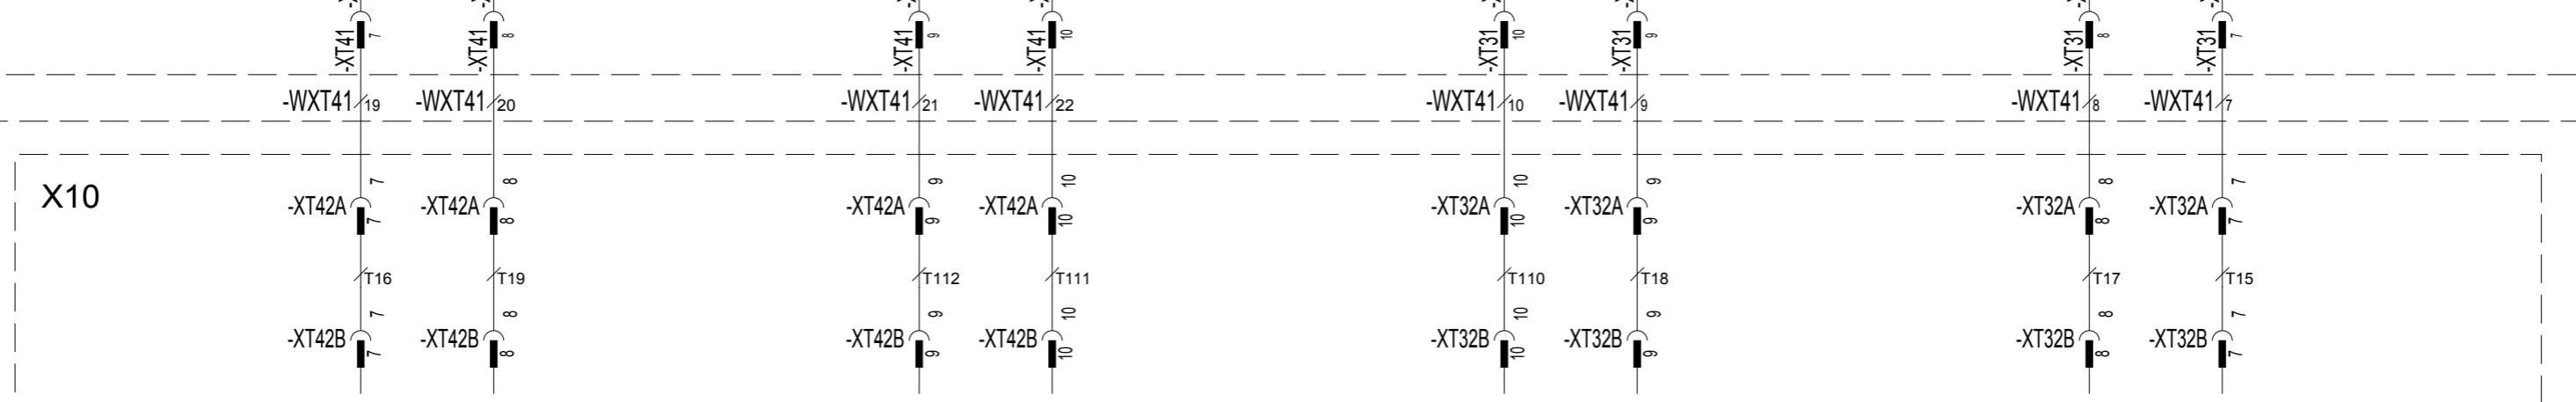 -XT41 7 -XT41 8 -XT41 9 -XT41 10 -XT31 10 -XT31 9 -XT31 8 -XT31 7
-WXT41 19 -WXT41 20 -WXT41 21 -WXT41 22 -WXT41 10 -WXT41 9 -WXT41 8 -WXT41 7
X10
7 8 9 10 10 9 8 7
-XT42A 7 -XT42A 8 -XT42A 9 -XT42A 10 -XT32A 10 -XT32A 9 -XT32A 8 -XT32A 7
T16 T19 T112 T111 T110 T18 T17 T15
7 8 9 10 10 9 8 7
-XT42B 7 -XT42B 8 -XT42B 9 -XT42B 10 -XT32B 10 -XT32B 9 -XT32B 8 -XT32B 7